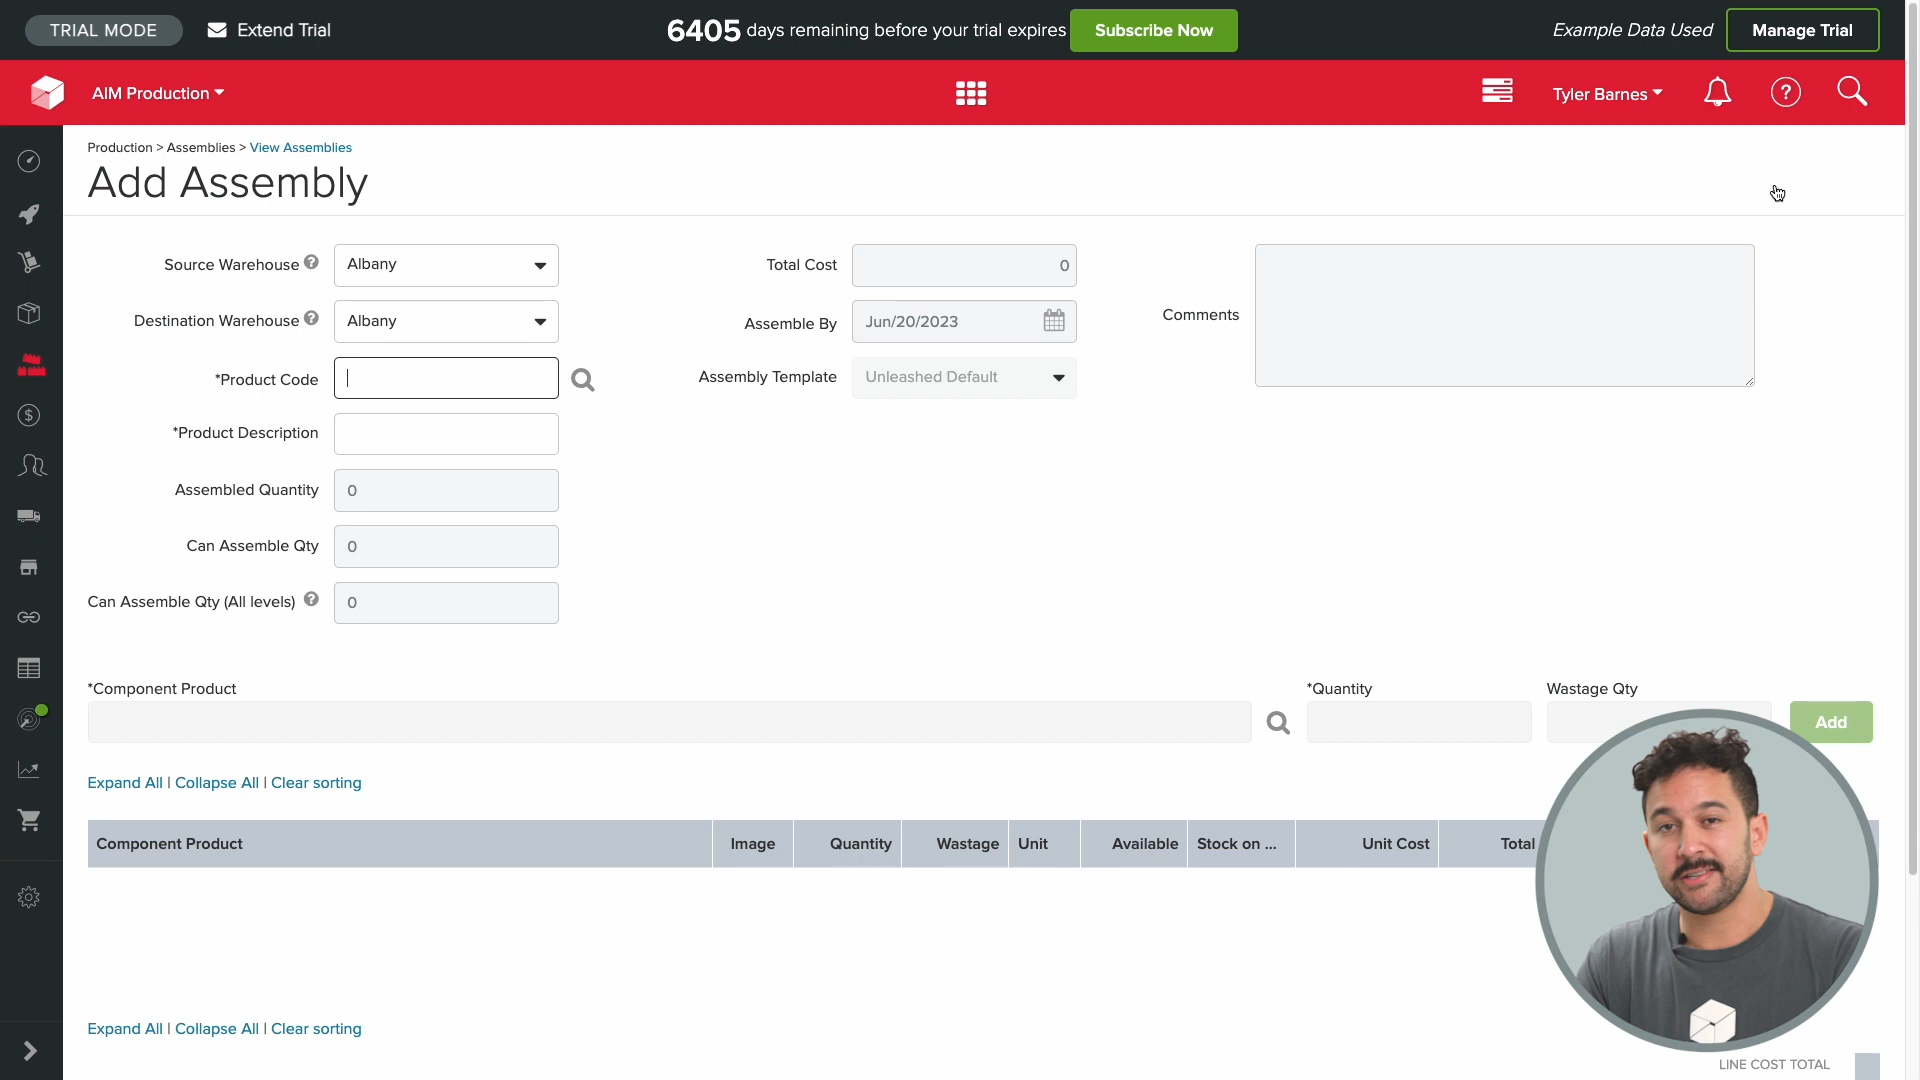 TRIAL MODE
Extend Trial
6405 days remaining before your trial expires
Subscribe Now
Example Data Used
Manage Trial
AIM Production
Tyler Barnes
Production > Assemblies > View Assemblies
Add Assembly
Source Warehouse
Albany
Total Cost
0
Comments
Destination Warehouse
Albany
Assemble By
Jun/20/2023
*Product Code
Assembly Template
Unleashed Default
*Product Description
Assembled Quantity
0
Can Assemble Qty
0
Can Assemble Qty (All levels)
0
*Component Product
*Quantity
Wastage Qty
Add
Expand All | Collapse All | Clear sorting
Component Product
Image
Quantity
Wastage
Unit
Available
Stock on ...
Unit Cost
Total
Expand All | Collapse All | Clear sorting
LINE COST TOTAL